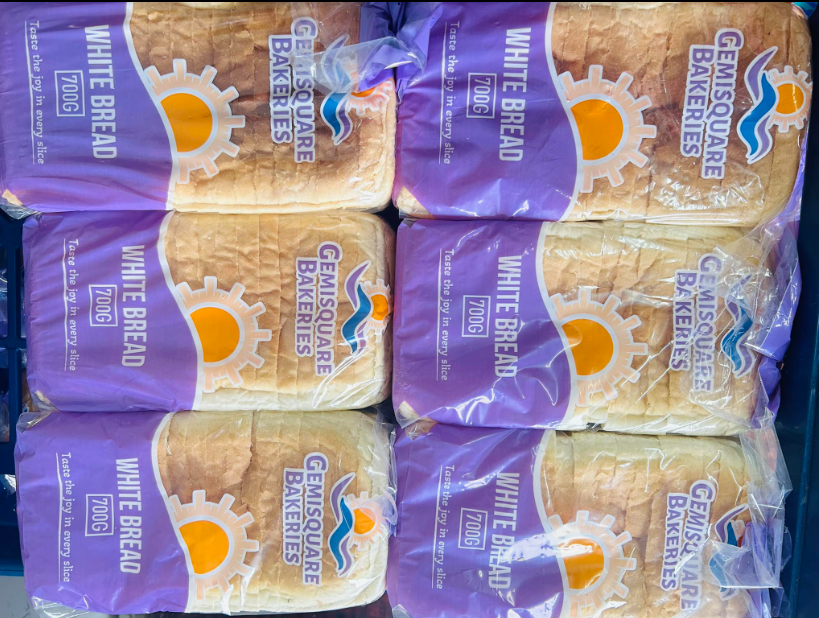 GEMISQUARE
BAKERIES
WHITE BREAD
700G
Taste the joy in every slice
GEMISQUARE
BAKERIES
WHITE BREAD
700G
Taste the joy in every slice
GEMISQUARE
BAKERIES
WHITE BREAD
700G
Taste the joy in every slice
GEMISQUARE
BAKERIES
WHITE BREAD
700G
Taste the joy in every slice
GEMISQUARE
BAKERIES
WHITE BREAD
700G
Taste the joy in every slice
GEMISQUARE
BAKERIES
WHITE BREAD
700G
Taste the joy in every slice